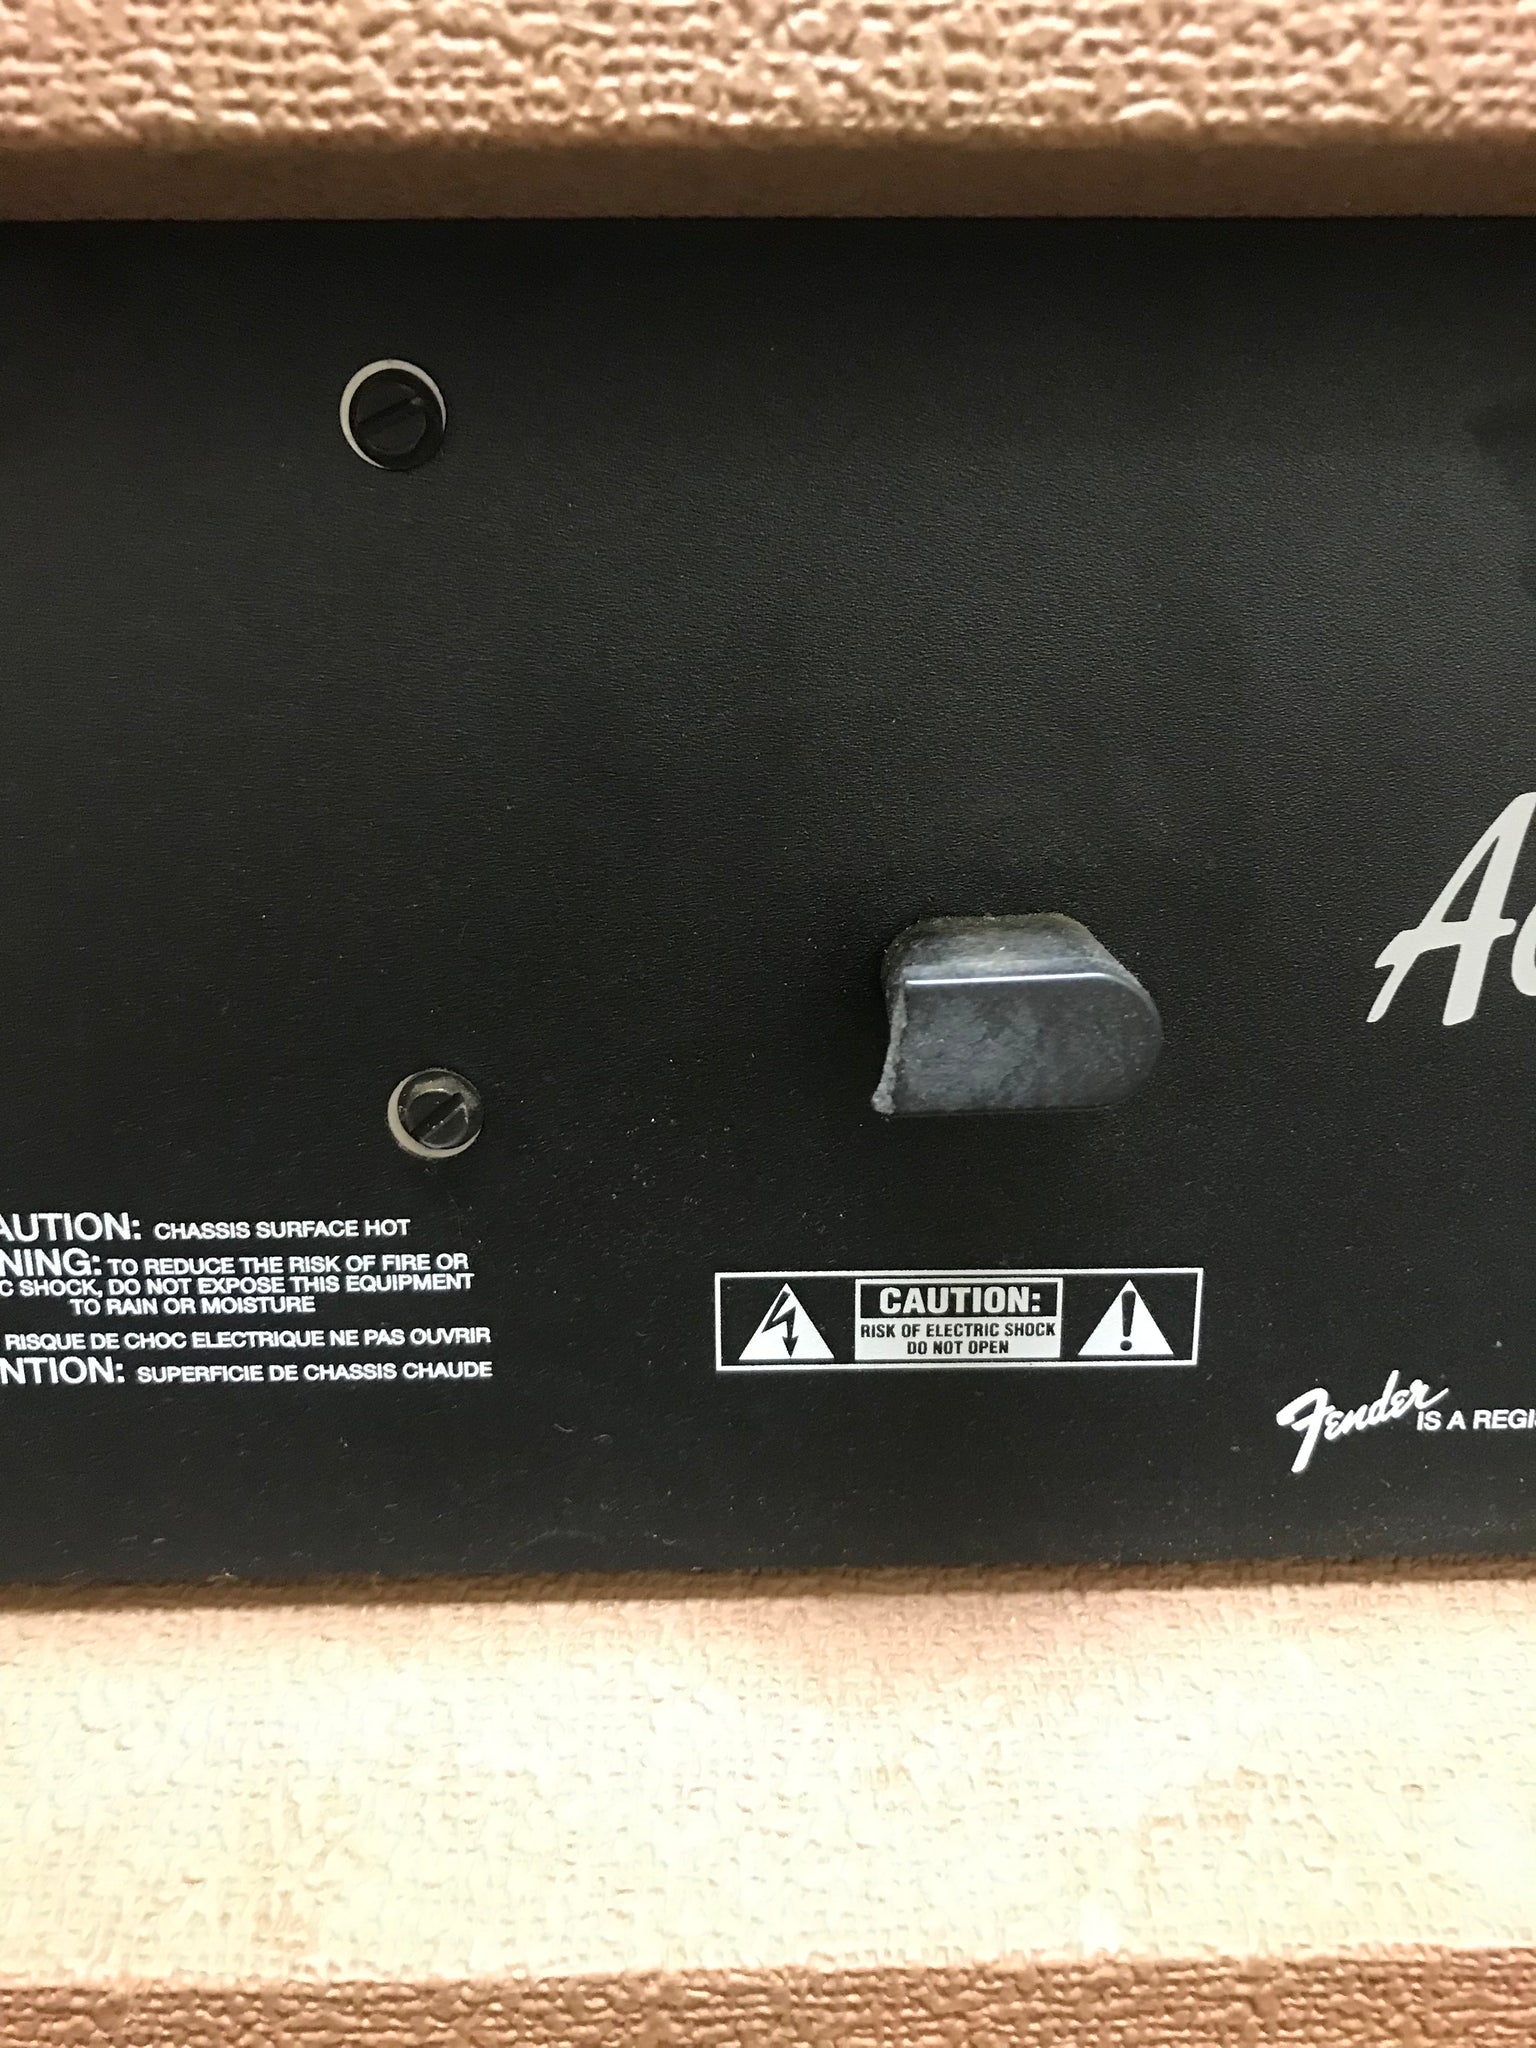 AUTION: CHASSIS SURFACE HOT
NING: TO REDUCE THE RISK OF FIRE OR
C SHOCK, DO NOT EXPOSE THIS EQUIPMENT
TO RAIN OR MOISTURE
RISQUE DE CHOC ELECTRIQUE NE PAS OUVRIR
NTION: SUPERFICIE DE CHASSIS CHAUDE
CAUTION:
RISK OF ELECTRIC SHOCK
DO NOT OPEN
Fender IS A REGI